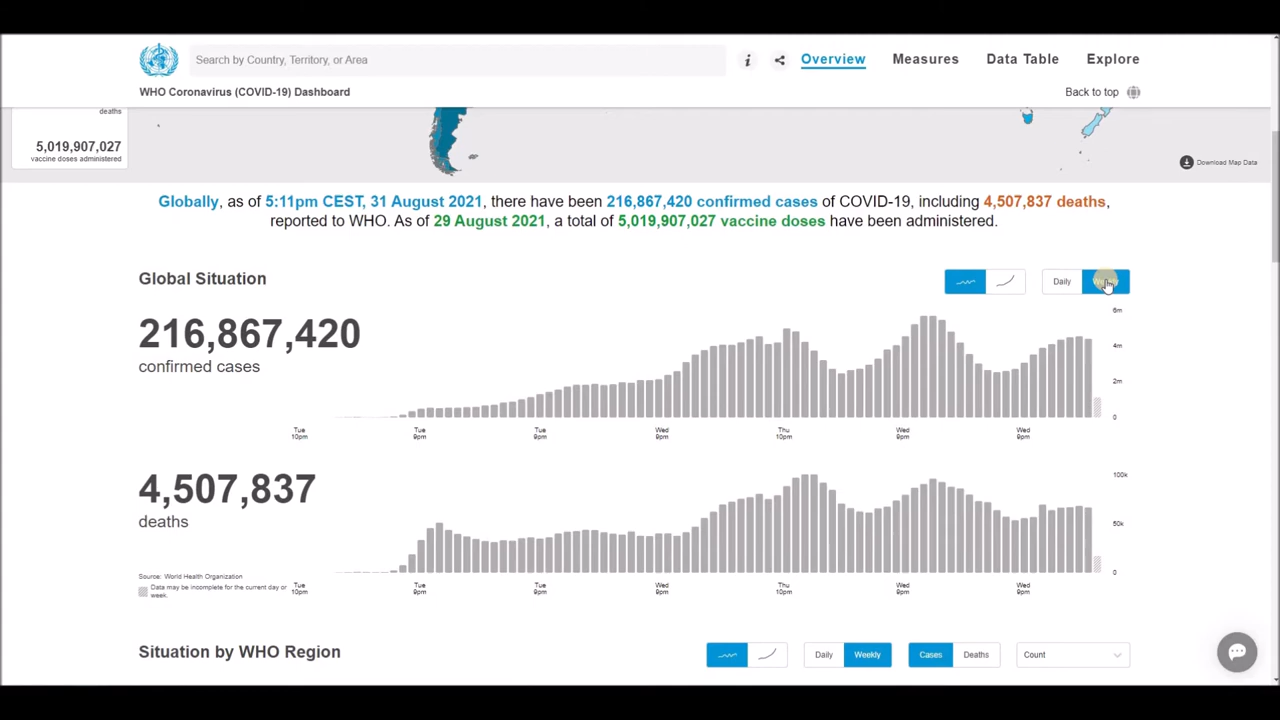 Search by Country, Territory, or Area
i
Overview
Measures
Data Table
Explore
WHO Coronavirus (COVID-19) Dashboard
Back to top
deaths
5,019,907,027
vaccine doses administered
Download Map Data
Globally, as of 5:11pm CEST, 31 August 2021, there have been 216,867,420 confirmed cases of COVID-19, including 4,507,837 deaths,
reported to WHO. As of 29 August 2021, a total of 5,019,907,027 vaccine doses have been administered.
Global Situation
Daily
216,867,420
confirmed cases
6m
4m
2m
0
Tue
10pm
Tue
9pm
Tue
9pm
Wed
9pm
Thu
10pm
Wed
9pm
Wed
9pm
4,507,837
deaths
100k
50k
0
Source: World Health Organization
Data may be incomplete for the current day or
week.
Tue
10pm
Tue
9pm
Tue
9pm
Wed
9pm
Thu
10pm
Wed
9pm
Wed
9pm
Situation by WHO Region
Daily
Weekly
Cases
Deaths
Count